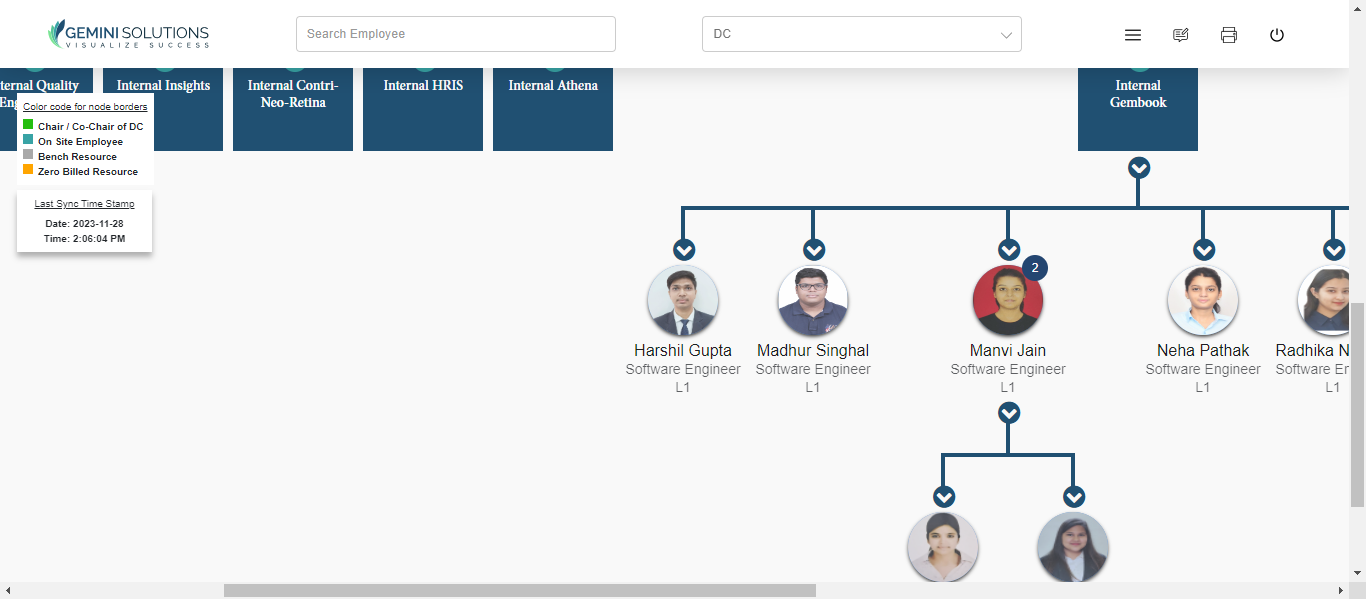 GEMINI SOLUTIONS
VISUALIZE SUCCESS
Search Employee
DC
ternal Quality
Eng
Internal Insights
Internal Contri-
Neo-Retina
Internal HRIS
Internal Athena
Internal
Gembook
Color code for node borders
Chair / Co-Chair of DC
On Site Employee
Bench Resource
Zero Billed Resource
Last Sync Time Stamp
Date: 2023-11-28
Time: 2:06:04 PM
2
Harshil Gupta
Software Engineer
L1
Madhur Singhal
Software Engineer
L1
Manvi Jain
Software Engineer
L1
Neha Pathak
Software Engineer
L1
Radhika N
Software Er
L1